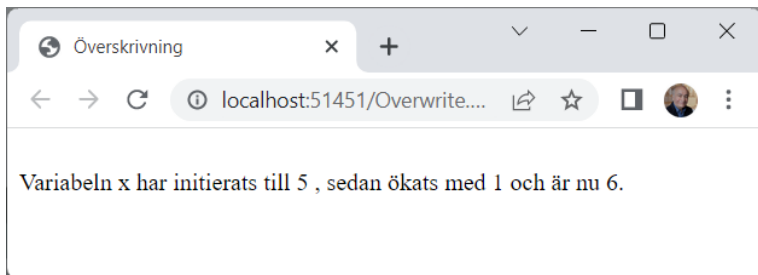 Överskrivning
localhost:51451/Overwrite....
Variabeln x har initierats till 5 , sedan ökats med 1 och är nu 6.